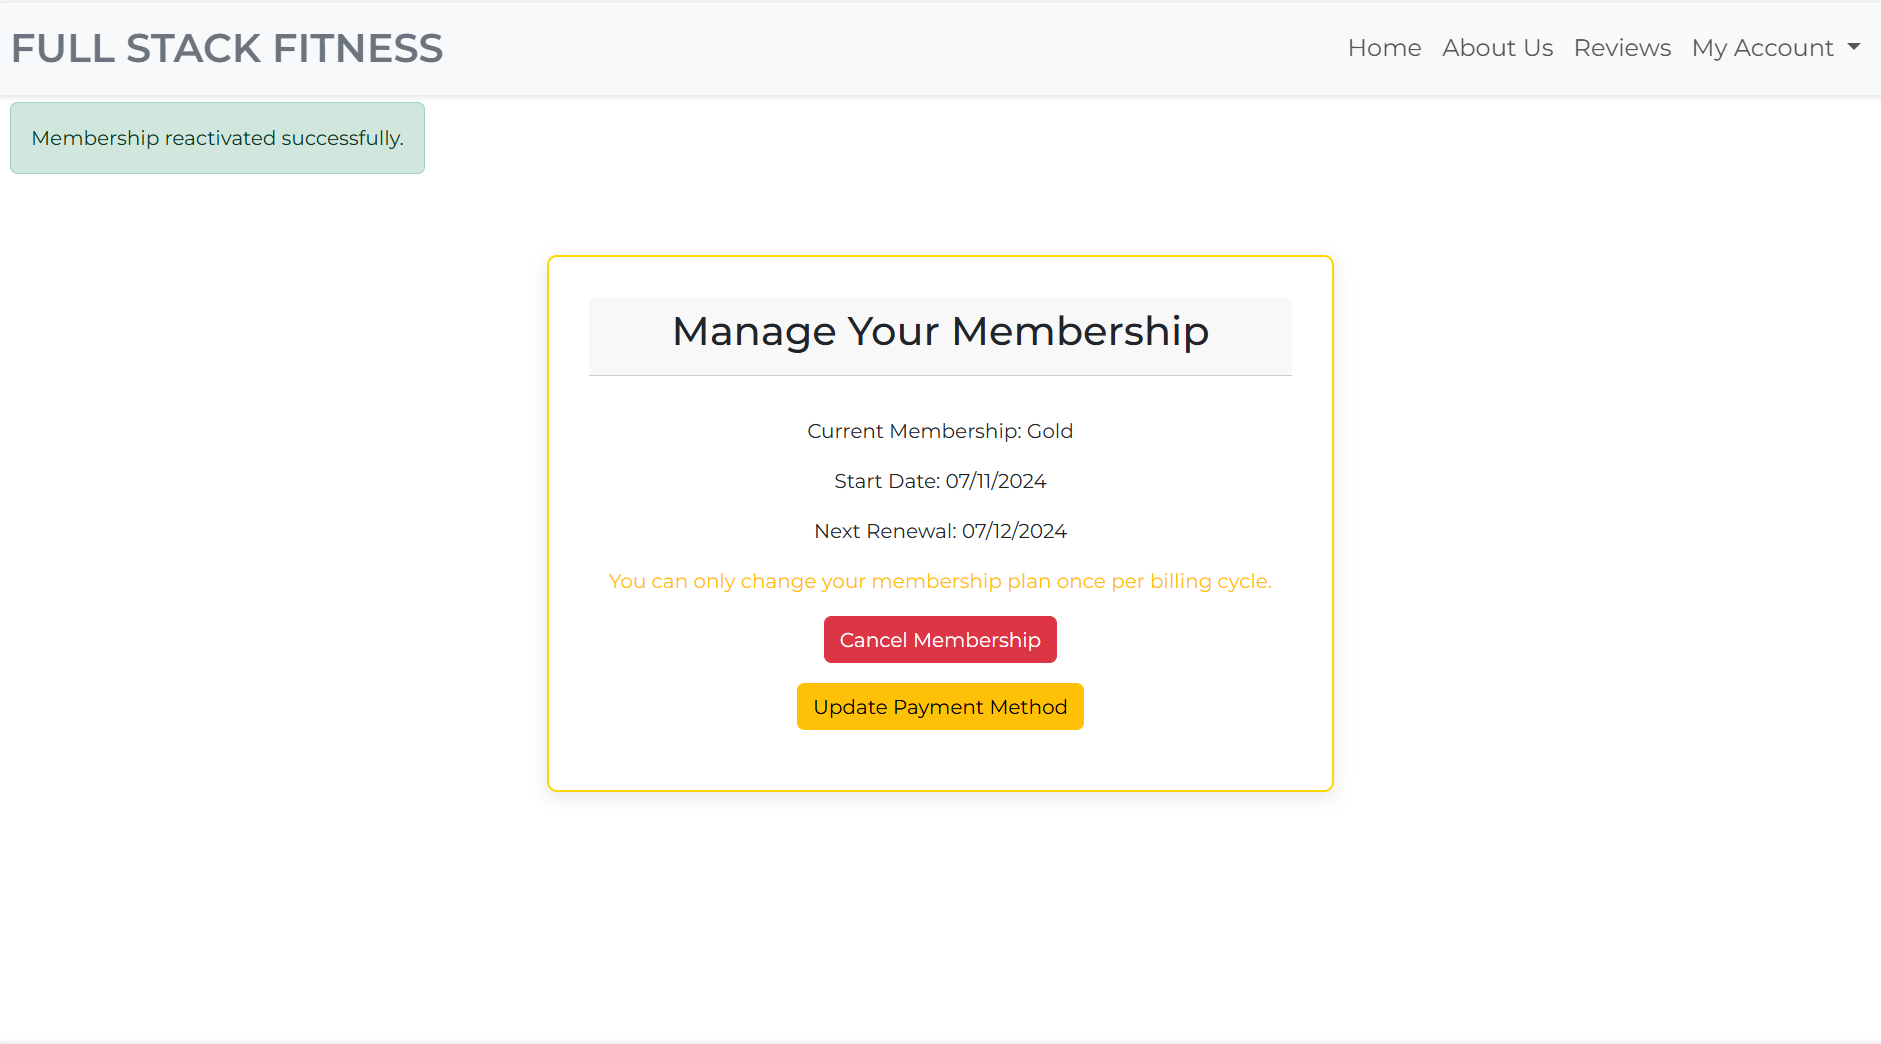 FULL STACK FITNESS
Home About Us Reviews My Account
Membership reactivated successfully.
Manage Your Membership
Current Membership: Gold
Start Date: 07/11/2024
Next Renewal: 07/12/2024
You can only change your membership plan once per billing cycle.
Cancel Membership
Update Payment Method